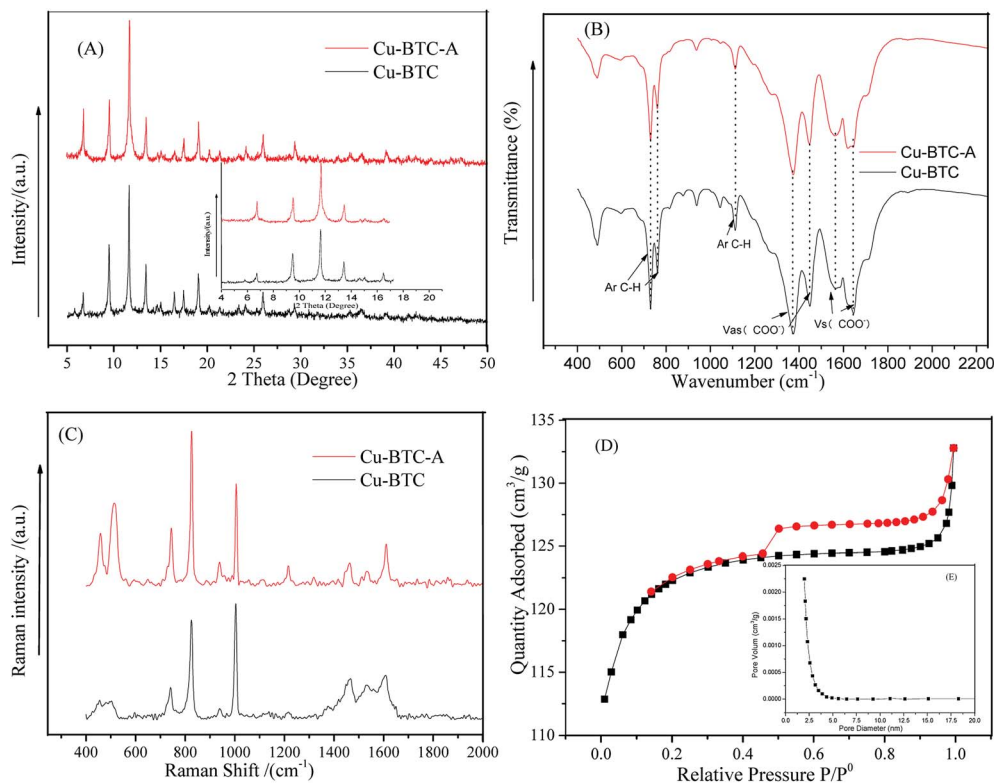 (A)
Cu-BTC-A
Cu-BTC
Intensity/(a.u.)
5 10 15 20 25 30 35 40 45 50
2 Theta (Degree)
Intensity/(a.u.)
4 6 8 10 12 14 16 18 20
2 Theta (Degree)
(B)
Cu-BTC-A
Cu-BTC
Transmittance (%)
Ar C-H
Ar C-H
Vas( COO-)
Vs( COO-)
400 600 800 1000 1200 1400 1600 1800 2000 2200
Wavenumber (cm-1)
(C)
Cu-BTC-A
Cu-BTC
Raman intensity /(a.u.)
400 600 800 1000 1200 1400 1600 1800 2000
Raman Shift /(cm-1)
(D)
Quantity Adsorbed (cm3/g )
135
130
125
120
115
110
0.0 0.2 0.4 0.6 0.8 1.0
Relative Pressure P/P0
(E)
Pore Volum (cm3/g)
0.0025
0.0020
0.0015
0.0010
0.0005
0.0000
0.0 2.5 5.0 7.5 10.0 12.5 15.0 17.5 20.0
Pore Diameter (nm)